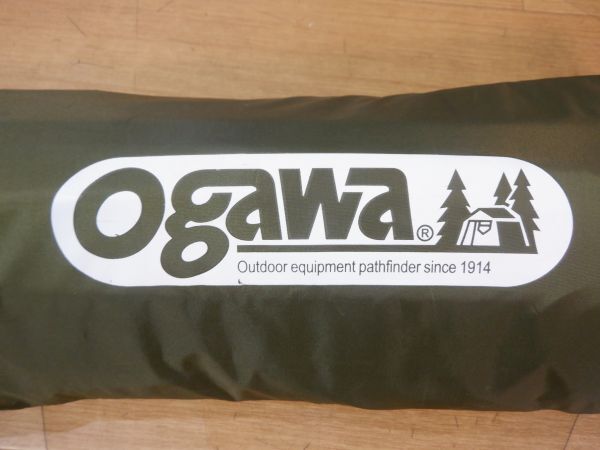 Ogawa®
Outdoor equipment pathfinder since 1914